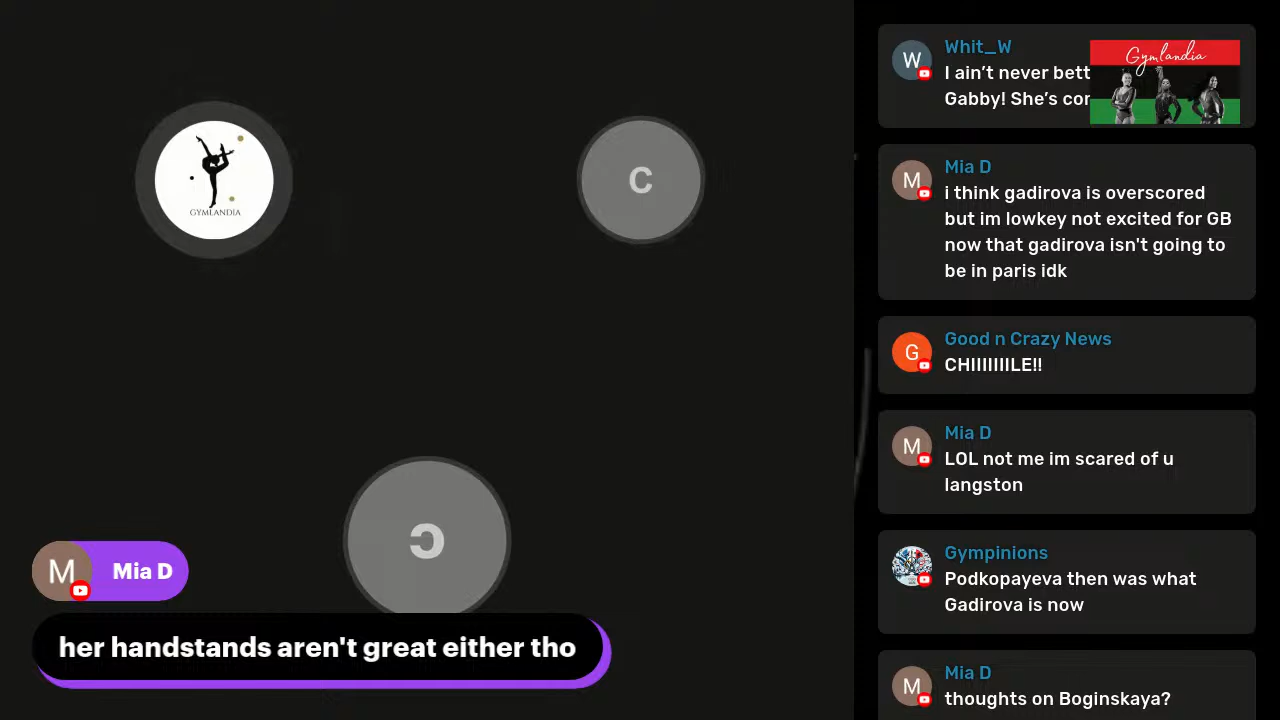 GYMLANDIA
C
C
M
Mia D
her handstands aren't great either tho
W
Whit_W
I ain't never bett
Gabby! She's cor
Gymlandia
M
Mia D
i think gadirova is overscored
but im lowkey not excited for GB
now that gadirova isn't going to
be in paris idk
G
Good n Crazy News
CHIIIIIIILE!!
M
Mia D
LOL not me im scared of u
langston
Gympinions
Podkopayeva then was what
Gadirova is now
M
Mia D
thoughts on Boginskaya?